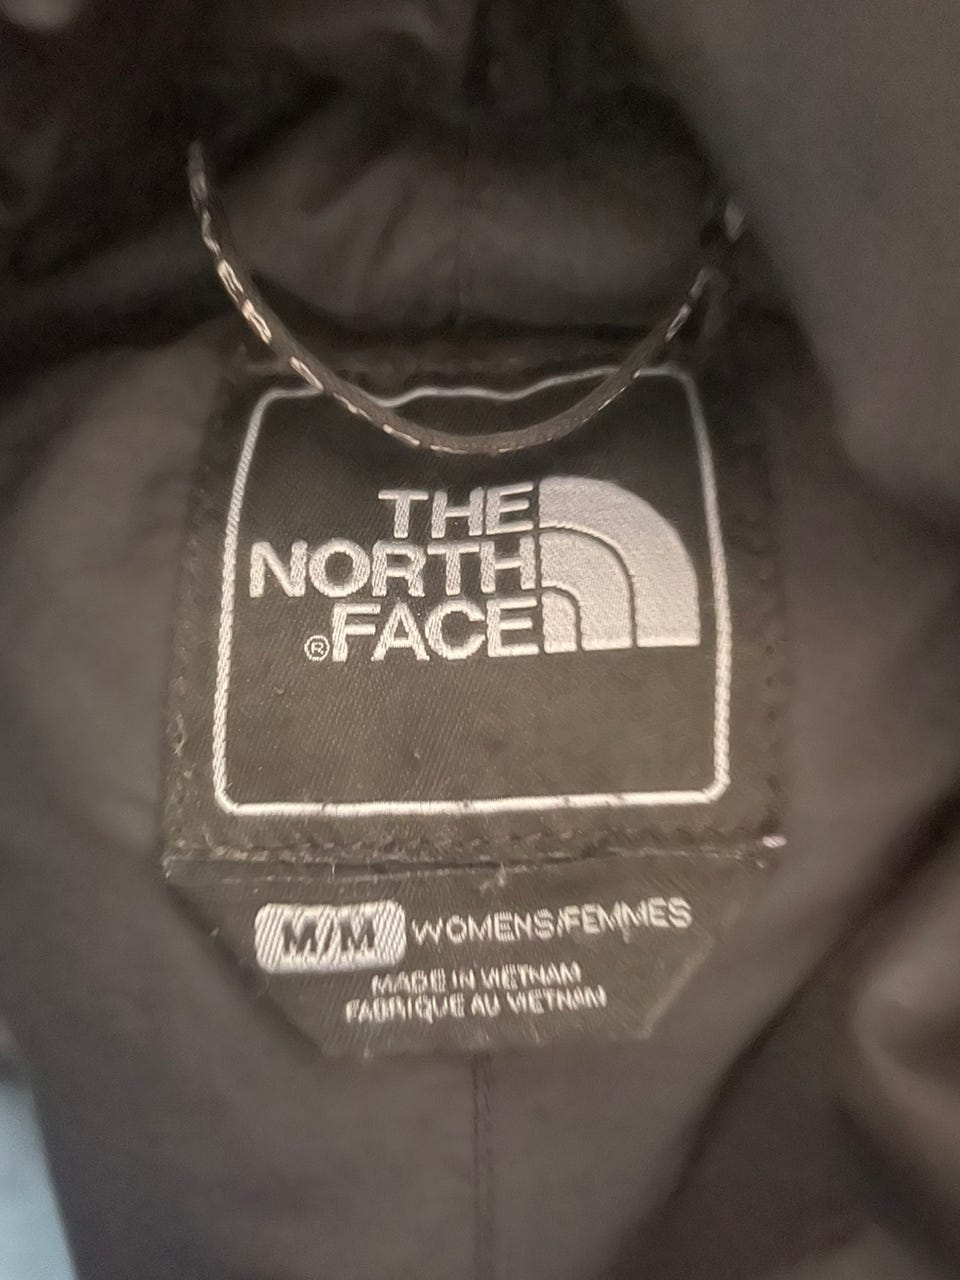 THE
NORTH
FACE
®
M/M WOMENS/FEMMES
MADE IN VIETNAM
FABRIQUE AU VIETNAM